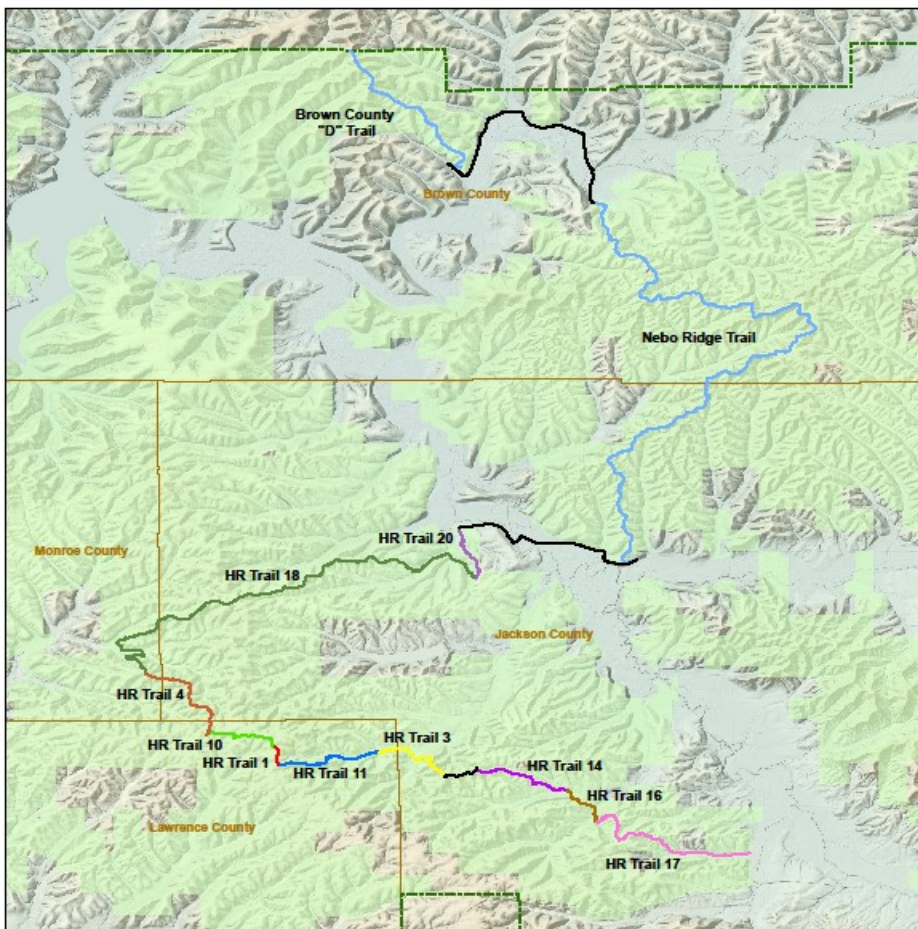 Brown County
"D" Trail
Brown County
Nebo Ridge Trail
HR Trail 20
Monroe County
HR Trail 18
Jackson County
HR Trail 4
HR Trail 10
HR Trail 3
HR Trail 1
HR Trail 11
HR Trail 14
HR Trail 16
Lawrence County
HR Trail 17